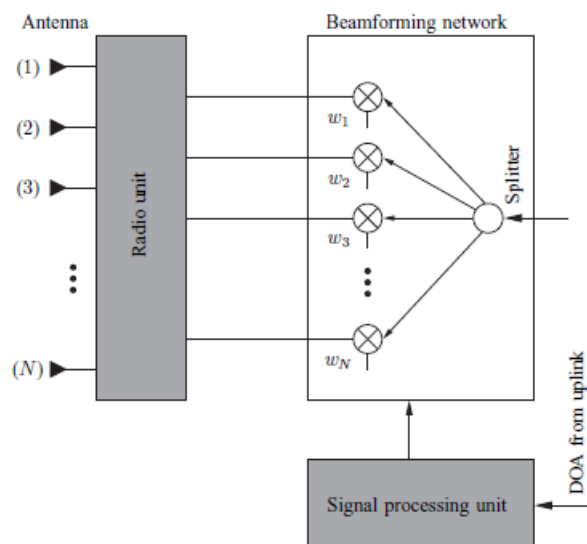 Antenna
Beamforming network
(1)
(2)
(3)
(N)
Radio unit
w1
w2
w3
wN
Splitter
Signal processing unit
DOA from uplink